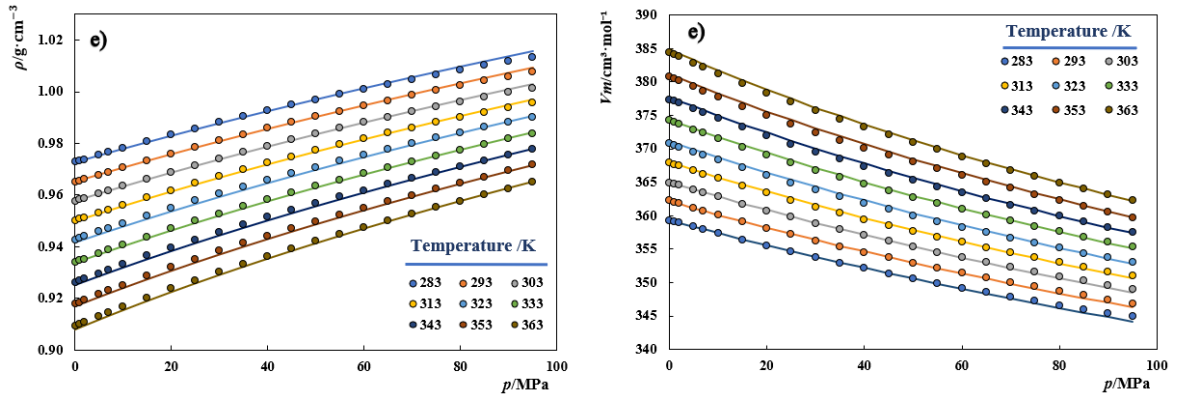 e)
ρ/g·cm⁻³
1.02
1.00
0.98
0.96
0.94
0.92
0.90
0 20 40 60 80 100
p/MPa
Temperature /K
283 293 303
313 323 333
343 353 363
e)
Vm/cm³·mol⁻¹
390
385
380
375
370
365
360
355
350
345
340
0 20 40 60 80 100
p/MPa
Temperature /K
283 293 303
313 323 333
343 353 363